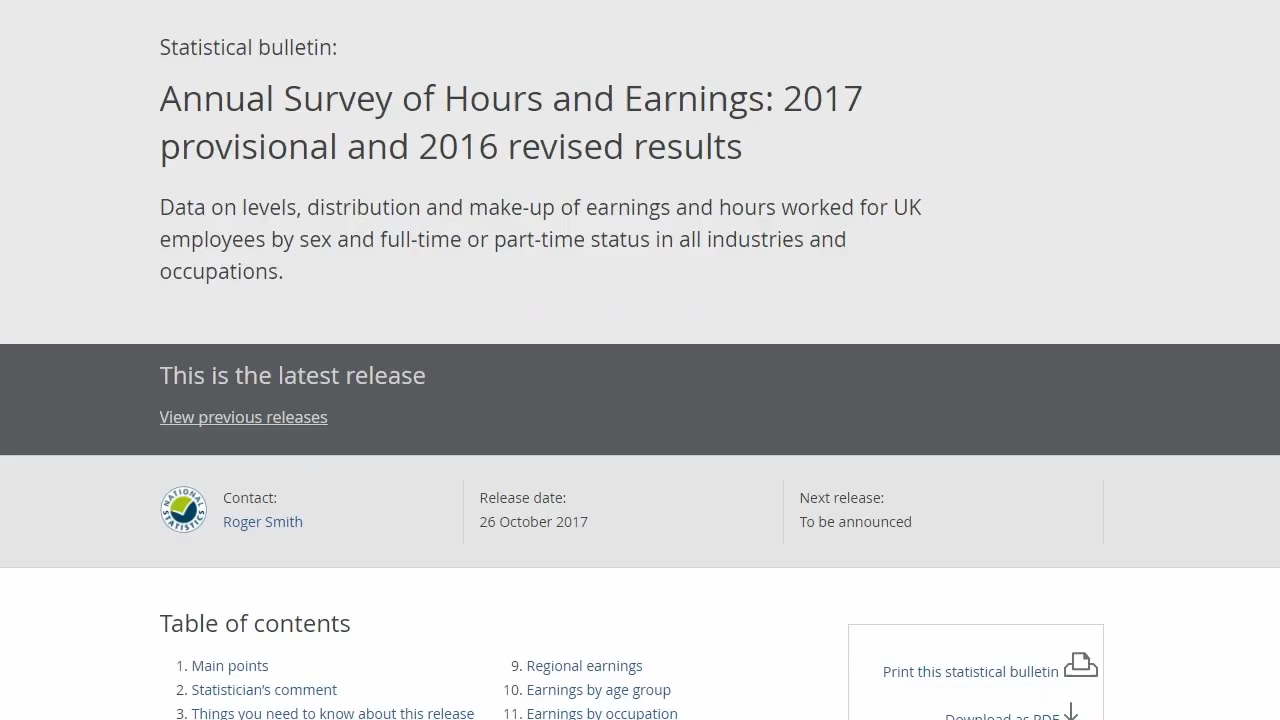 Statistical bulletin:
Annual Survey of Hours and Earnings: 2017
provisional and 2016 revised results
Data on levels, distribution and make-up of earnings and hours worked for UK
employees by sex and full-time or part-time status in all industries and
occupations.
This is the latest release
View previous releases
NATIONAL STATISTICS
Contact:
Roger Smith
Release date:
26 October 2017
Next release:
To be announced
Table of contents
1. Main points
2. Statistician's comment
3. Things you need to know about this release
9. Regional earnings
10. Earnings by age group
11. Earnings by occupation
Print this statistical bulletin
Download as PDF